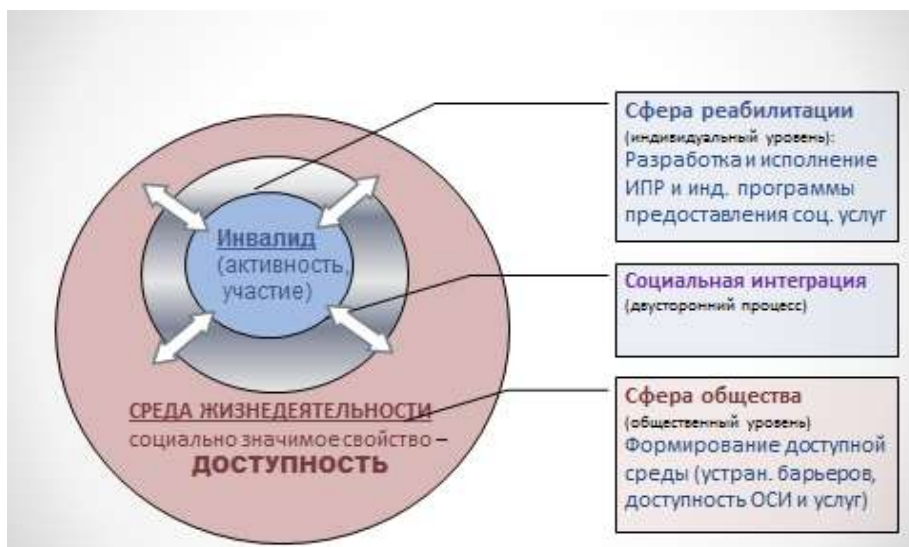 Инвалид
(активность,
участие)
СРЕДА ЖИЗНЕДЕЯТЕЛЬНОСТИ
социально значимое свойство –
ДОСТУПНОСТЬ
Сфера реабилитации
(индивидуальный уровень):
Разработка и исполнение
ИПР и инд. программы
предоставления соц. услуг
Социальная интеграция
(двусторонний процесс)
Сфера общества
(общественный уровень)
Формирование доступной
среды (устран. барьеров,
доступность ОСИ и услуг)